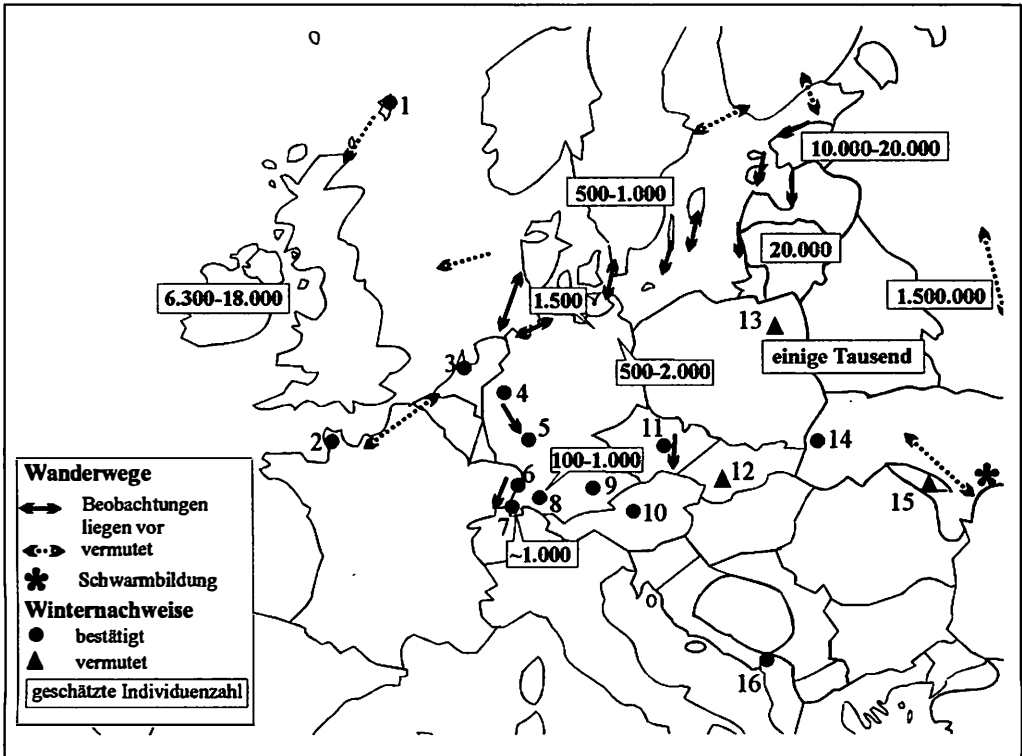 1
10.000-20.000
500-1.000
20.000
6.300-18.000
1.500
1.500.000
13
einige Tausend
3
500-2.000
4
2
5
11
14
100-1.000
12
6
9
8
15
7
10
~1.000
16
Wanderwege
Beobachtungen
liegen vor
vermutet
Schwarmbildung
Winternachweise
bestätigt
vermutet
geschätzte Individuenzahl